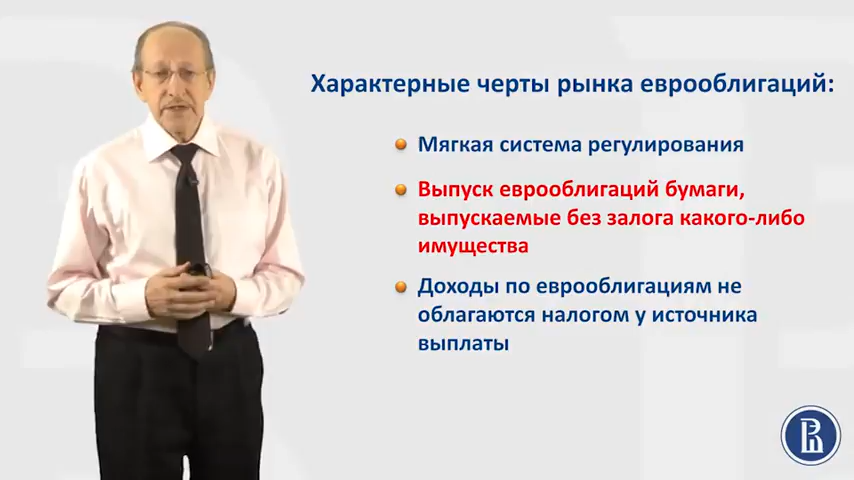 Характерные черты рынка еврооблигаций:
Мягкая система регулирования
Выпуск еврооблигаций бумаги,
выпускаемые без залога какого-либо
имущества
Доходы по еврооблигациям не
облагаются налогом у источника
выплаты